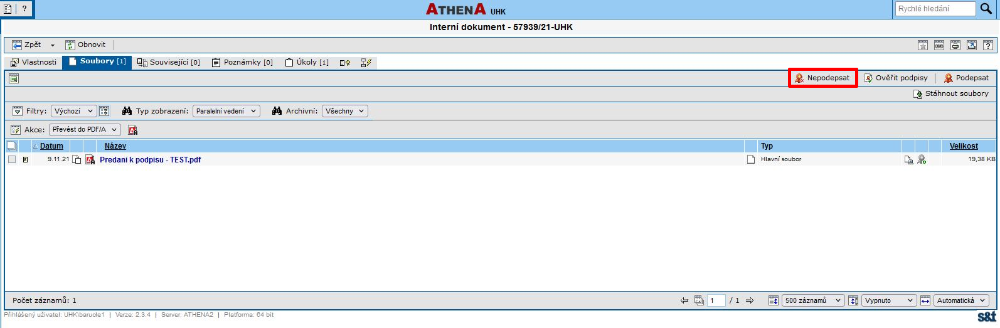 ?
ATHENA UHK
Rychlé hledání
Interní dokument - 57939/21-UHK
Zpět Obnovit ?
Vlastnosti Soubory [1] Související [0] Poznámky [0] Úkoly [1]
Nepodepsat Ověřit podpisy Podepsat
Stáhnout soubory
Filtry: Výchozí Typ zobrazení: Paralelní vedení Archivní: Všechny
Akce: Převést do PDF/A
Datum Název Typ Velikost
E 9.11.21 Predani k podpisu - TEST.pdf Hlavní soubor 19,38 KB
Počet záznamů: 1 1 / 1 500 záznamů Vypnuto Automatická
Přihlášený uživatel: UHK\barucle1 | Verze: 2.3.4 | Server: ATHENA2 | Platforma: 64 bit
s&t